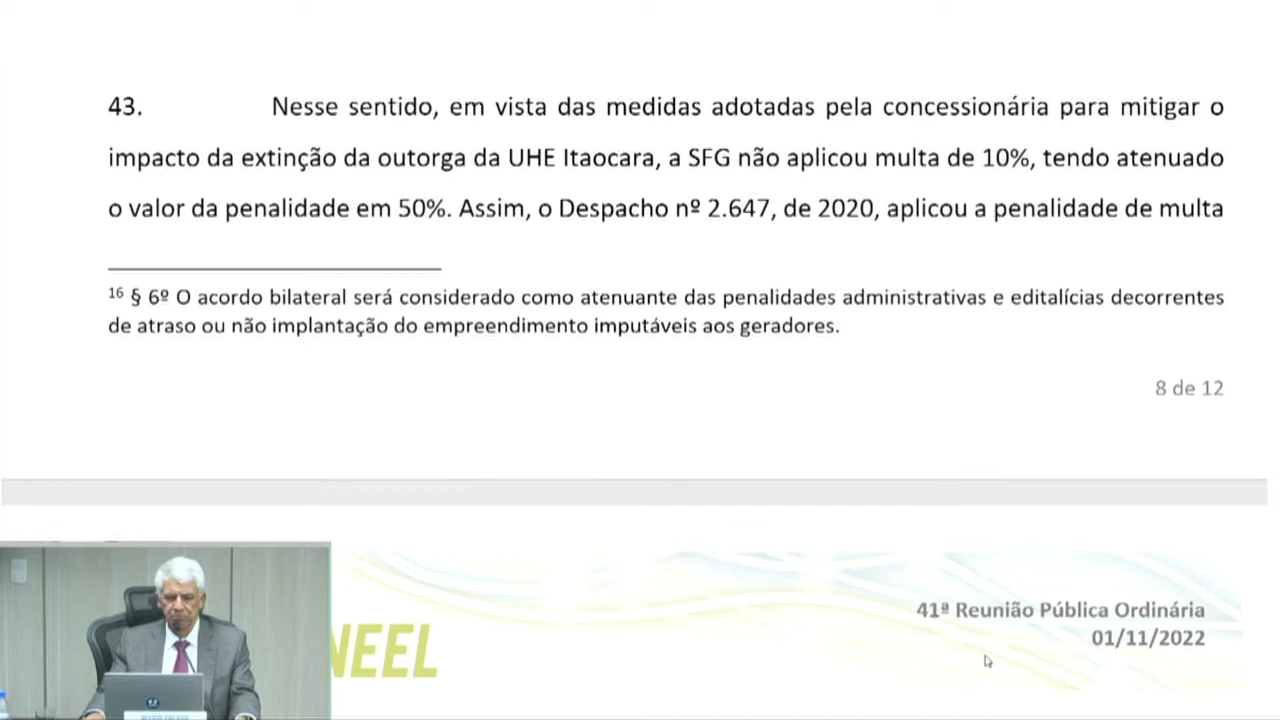 43. Nesse sentido, em vista das medidas adotadas pela concessionária para mitigar o
impacto da extinção da outorga da UHE Itaocara, a SFG não aplicou multa de 10%, tendo atenuado
o valor da penalidade em 50%. Assim, o Despacho nº 2.647, de 2020, aplicou a penalidade de multa
16 § 6º O acordo bilateral será considerado como atenuante das penalidades administrativas e editalícias decorrentes
de atraso ou não implantação do empreendimento imputáveis aos geradores.
8 de 12
41ª Reunião Pública Ordinária
01/11/2022
NEEL